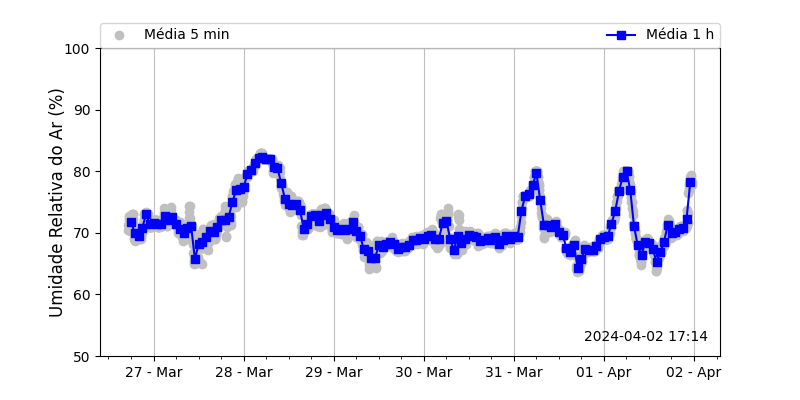 Média 5 min
Média 1 h
Umidade Relativa do Ar (%)
100
90
80
70
60
50
2024-04-02 17:14
27 - Mar
28 - Mar
29 - Mar
30 - Mar
31 - Mar
01 - Apr
02 - Apr